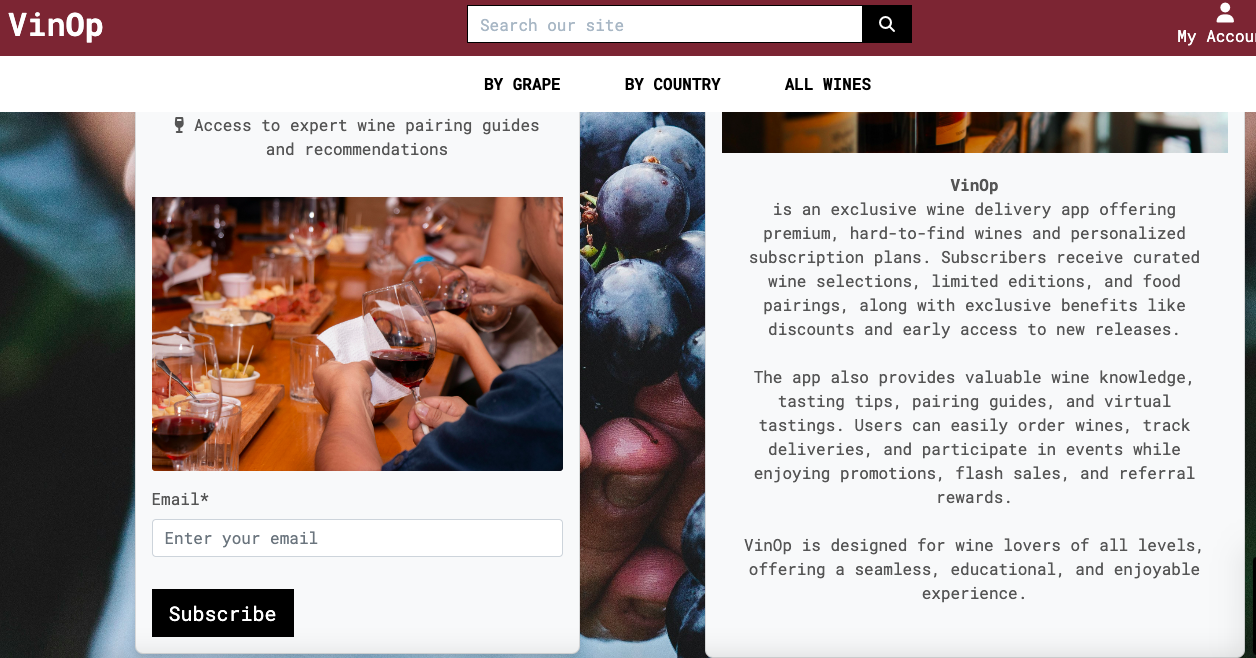 VinOp
Search our site
My Accou
BY GRAPE
BY COUNTRY
ALL WINES
Access to expert wine pairing guides
and recommendations
Email*
Enter your email
Subscribe
VinOp
is an exclusive wine delivery app offering
premium, hard-to-find wines and personalized
subscription plans. Subscribers receive curated
wine selections, limited editions, and food
pairings, along with exclusive benefits like
discounts and early access to new releases.
The app also provides valuable wine knowledge,
tasting tips, pairing guides, and virtual
tastings. Users can easily order wines, track
deliveries, and participate in events while
enjoying promotions, flash sales, and referral
rewards.
VinOp is designed for wine lovers of all levels,
offering a seamless, educational, and enjoyable
experience.